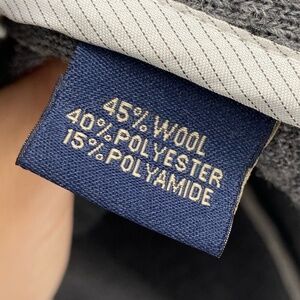 45% WOOL
40% POLYESTER
15% POLYAMIDE